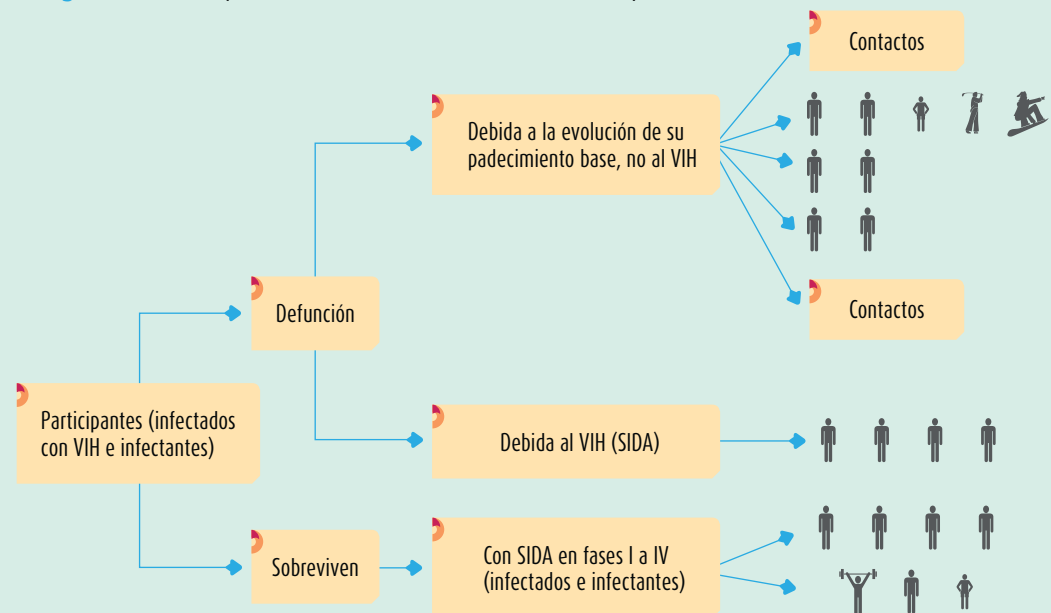 Contactos
Debida a la evolución de su
padecimiento base, no al VIH
Contactos
Defunción
Participantes (infectados
con VIH e infectantes)
Debida al VIH (SIDA)
Sobreviven
Con SIDA en fases I a IV
(infectados e infectantes)